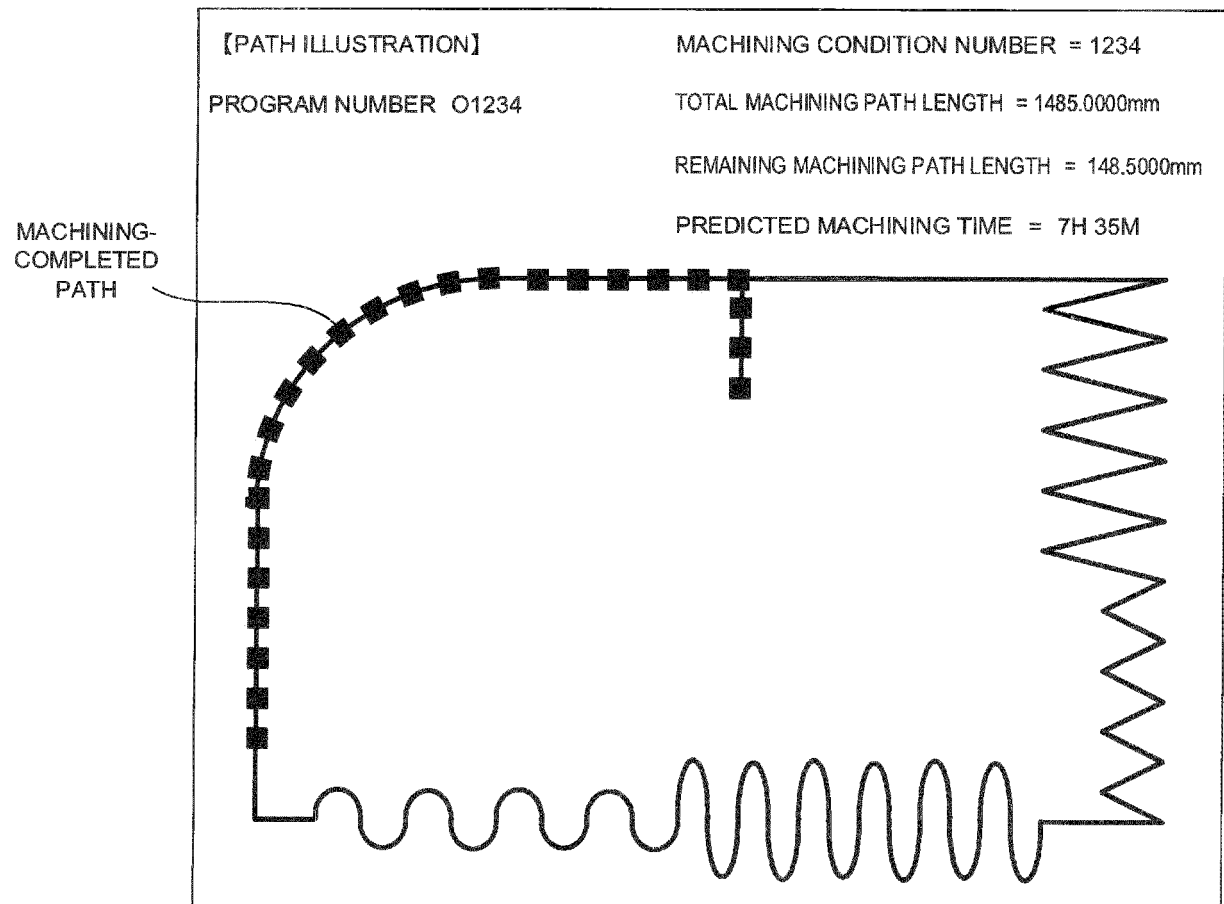 【PATH ILLUSTRATION】
MACHINING CONDITION NUMBER = 1234
PROGRAM NUMBER O1234
TOTAL MACHINING PATH LENGTH = 1485.0000mm
REMAINING MACHINING PATH LENGTH = 148.5000mm
PREDICTED MACHINING TIME = 7H 35M
MACHINING-
COMPLETED
PATH